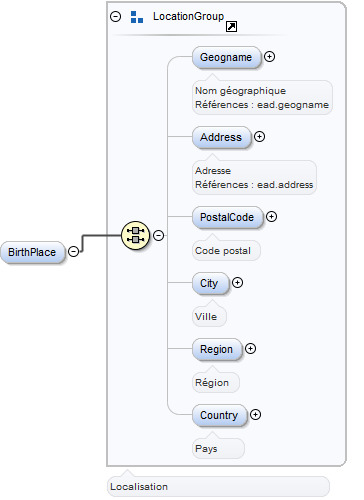 LocationGroup
Geogname
Nom géographique
Références : ead.geogname
Address
Adresse
Références : ead.address
PostalCode
Code postal
BirthPlace
City
Ville
Region
Région
Country
Pays
Localisation